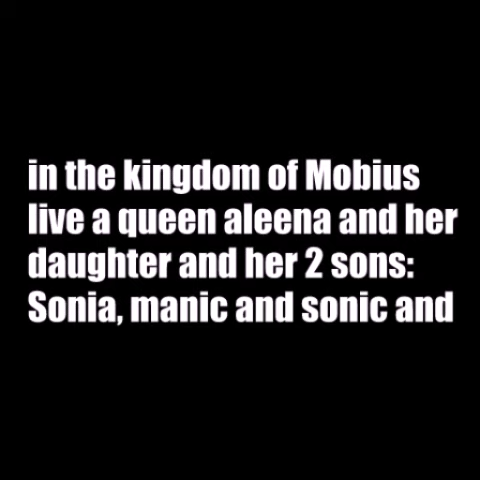 in the kingdom of Mobius
live a queen aleena and her
daughter and her 2 sons:
Sonia, manic and sonic and